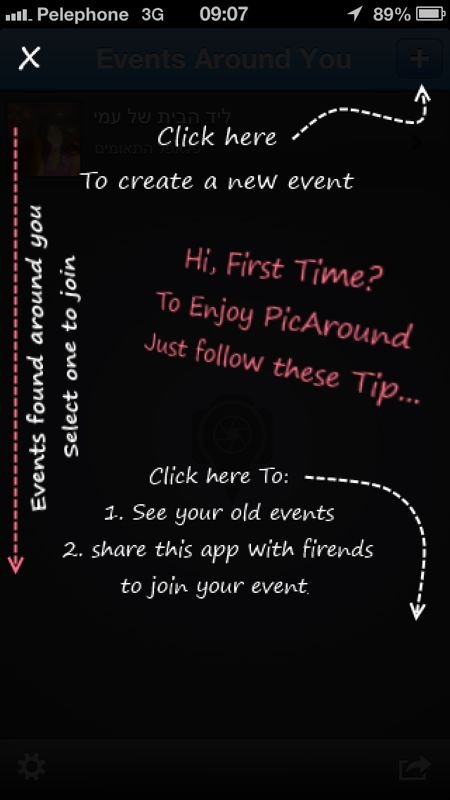 Pelephone 3G 09:07 89%
Events Around You
ליד הבית של עמי
Click here
To create a new event
Events found around you
Select one to join
Hi, First Time?
To Enjoy PicAround
Just follow these Tip...
Click here To:
1. See your old events
2. share this app with firends
to join your event.